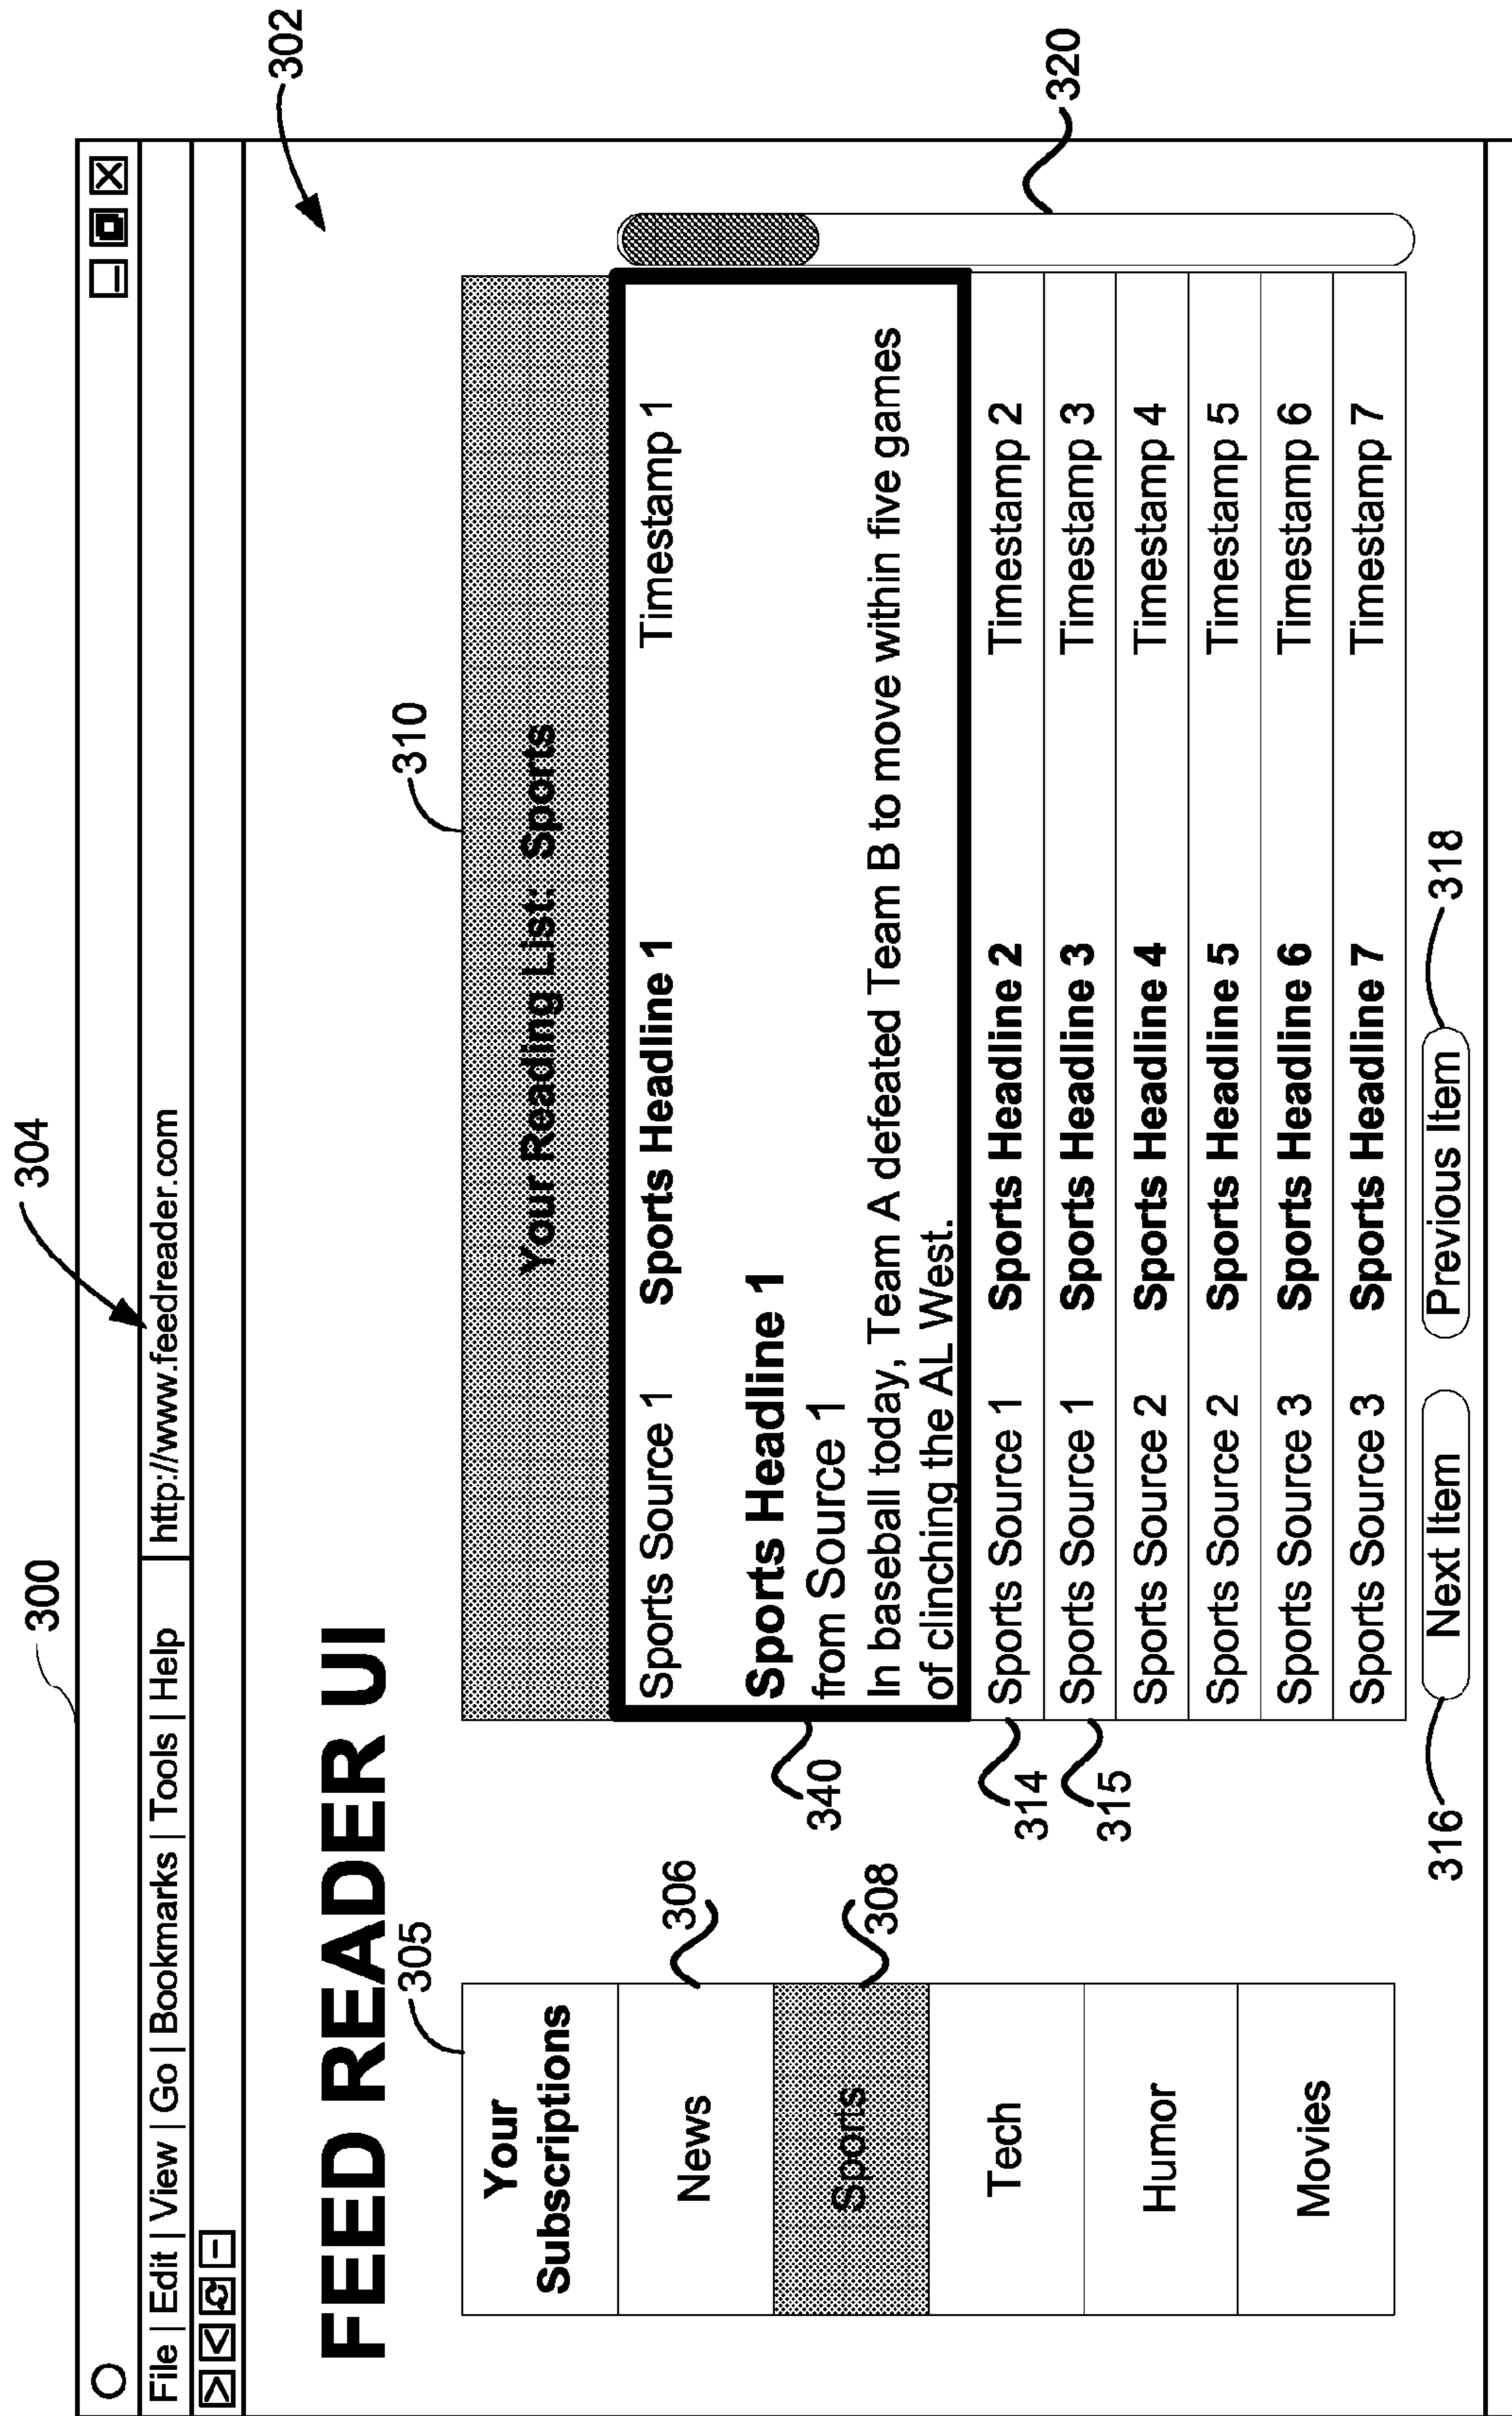 300
304
302
File | Edit | View | Go | Bookmarks | Tools | Help
http://www.feedreader.com
FEED READER UI
305
310
Your
Subscriptions
News
306
Sports
308
Tech
Humor
Movies
Your Reading List: Sports
Sports Source 1 Sports Headline 1 Timestamp 1
Sports Headline 1
from Source 1
In baseball today, Team A defeated Team B to move within five games
of clinching the AL West.
340
320
314
Sports Source 1 Sports Headline 2 Timestamp 2
315
Sports Source 1 Sports Headline 3 Timestamp 3
Sports Source 2 Sports Headline 4 Timestamp 4
Sports Source 2 Sports Headline 5 Timestamp 5
Sports Source 3 Sports Headline 6 Timestamp 6
Sports Source 3 Sports Headline 7 Timestamp 7
316
Next Item
Previous Item
318